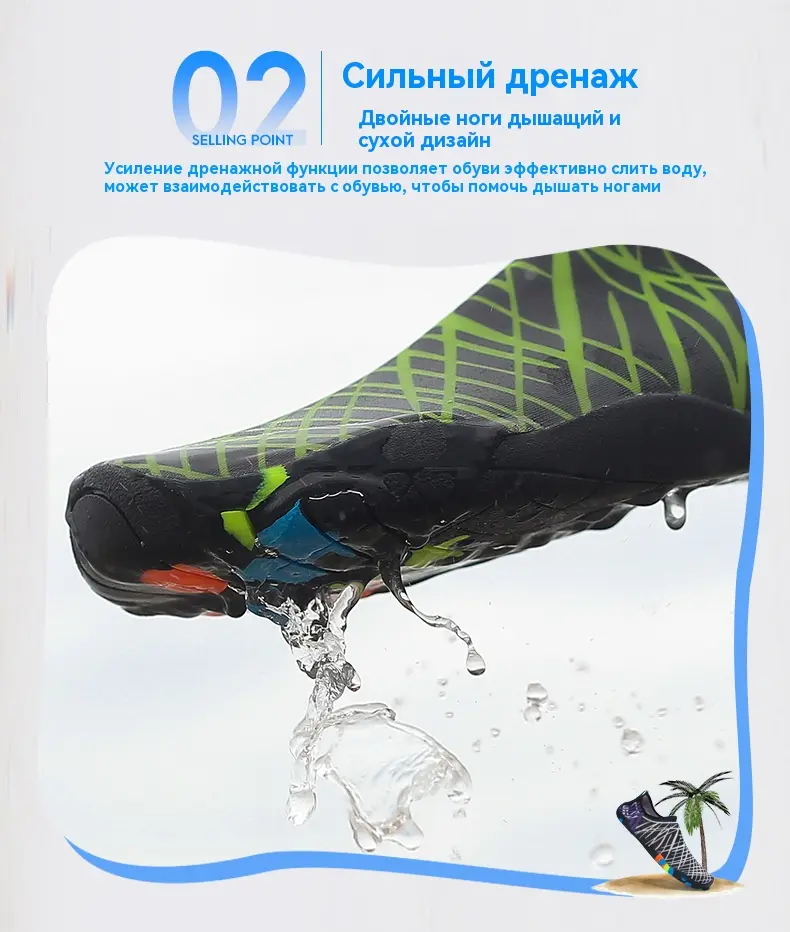 02
SELLING POINT
Сильный дренаж
Двойные ноги дышащий и
сухой дизайн
Усиление дренажной функции позволяет обуви эффективно слить воду,
может взаимодействовать с обувью, чтобы помочь дышать ногами